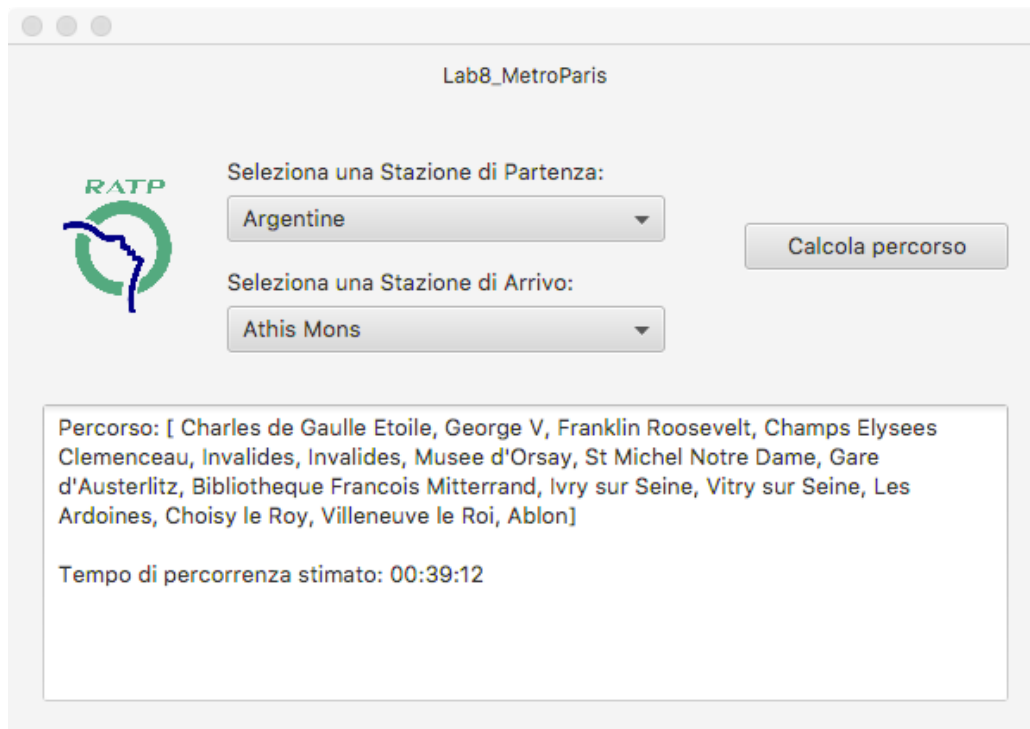 Lab8_MetroParis
RATP
Seleziona una Stazione di Partenza:
Argentine
Calcola percorso
Seleziona una Stazione di Arrivo:
Athis Mons
Percorso: [ Charles de Gaulle Etoile, George V, Franklin Roosevelt, Champs Elysees
Clemenceau, Invalides, Invalides, Musee d'Orsay, St Michel Notre Dame, Gare
d'Austerlitz, Bibliotheque Francois Mitterrand, Ivry sur Seine, Vitry sur Seine, Les
Ardoines, Choisy le Roy, Villeneuve le Roi, Ablon]
Tempo di percorrenza stimato: 00:39:12